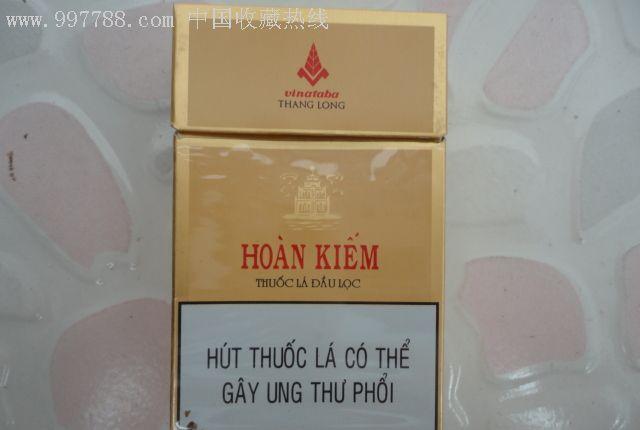 www.997788.com 中国收藏热线
vinataba
THANG LONG
HOÀN KIẾM
THUỐC LÁ ĐẦU LỌC
HÚT THUỐC LÁ CÓ THỂ
GÂY UNG THƯ PHỔI